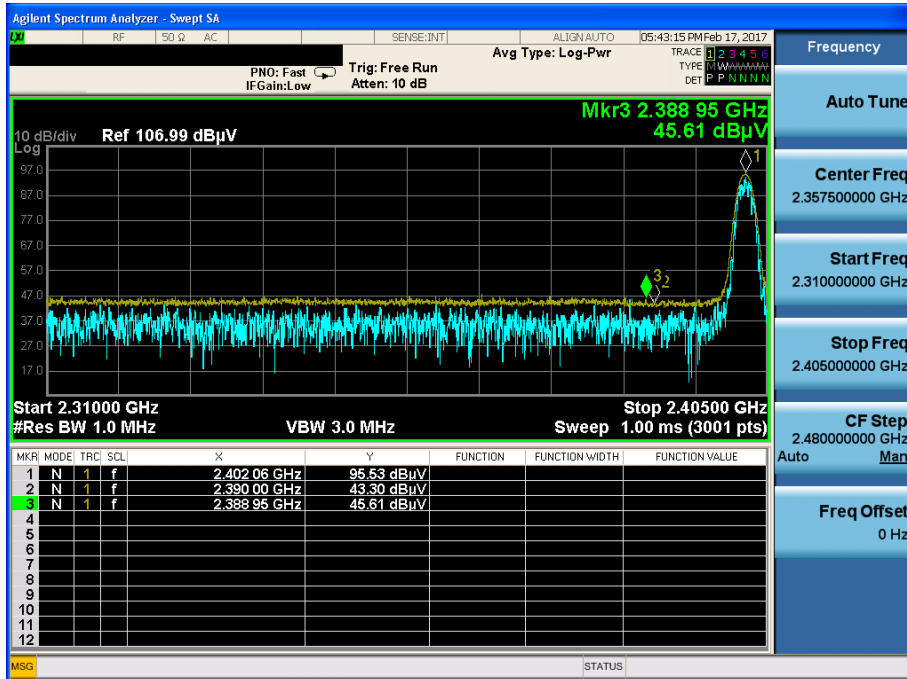 Agilent Spectrum Analyzer - Swept SA
LXI RF 50 Ω AC SENSE:INT ALIGN AUTO 05:43:15 PM Feb 17, 2017
Frequency
PNO: Fast Trig: Free Run Avg Type: Log-Pwr TRACE 1 2 3 4 5 6
IFGain:Low Atten: 10 dB TYPE M WWWWWW
DET P P N N N N
Auto Tune
Mkr3 2.388 95 GHz
10 dB/div Ref 106.99 dBµV 45.61 dBµV
Log
97.0
87.0
77.0
67.0
57.0
47.0
37.0
27.0
17.0
1
3
2
Center Freq
2.357500000 GHz
Start Freq
2.310000000 GHz
Stop Freq
2.405000000 GHz
Start 2.31000 GHz Stop 2.40500 GHz
#Res BW 1.0 MHz VBW 3.0 MHz Sweep 1.00 ms (3001 pts)
CF Step
2.480000000 GHz
Auto Man
MKR MODE TRC SCL X Y FUNCTION FUNCTION WIDTH FUNCTION VALUE
1 N 1 f 2.402 06 GHz 95.53 dBµV
2 N 1 f 2.390 00 GHz 43.30 dBµV
3 N 1 f 2.388 95 GHz 45.61 dBµV
4
5
6
7
8
9
10
11
12
Freq Offset
0 Hz
MSG STATUS